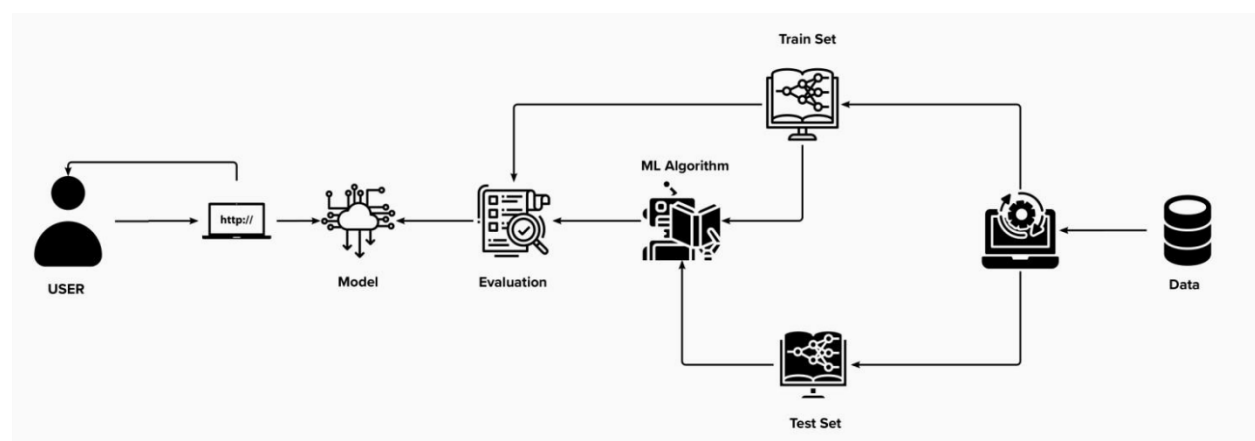 Train Set
ML Algorithm
http://
USER
Model
Evaluation
Data
Test Set